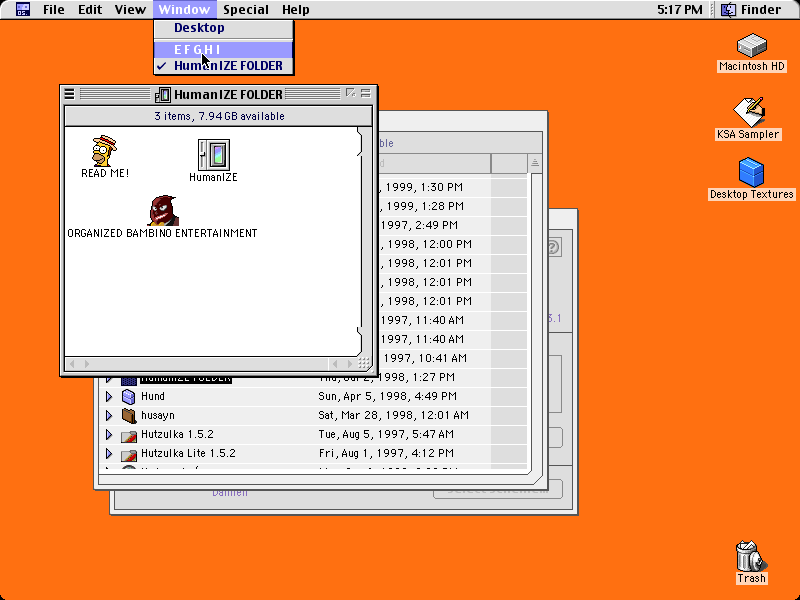 File Edit View Window Special Help 5:17 PM Finder
Desktop
E F G H I
✓ HumanIZE FOLDER
Macintosh HD
KSA Sampler
Desktop Textures
HumanIZE FOLDER
3 items, 7.94 GB available
READ ME!
HumanIZE
ORGANIZED BAMBINO ENTERTAINMENT
, 1999, 1:30 PM
, 1999, 1:28 PM
1997, 2:49 PM
, 1998, 12:00 PM
, 1998, 12:01 PM
, 1998, 12:01 PM
, 1998, 12:01 PM
1997, 11:40 AM
1997, 11:40 AM
1997, 10:41 AM
HumanIZE FOLDER Thu, Jul 2, 1998, 1:27 PM
Hund Sun, Apr 5, 1998, 4:49 PM
husayn Sat, Mar 28, 1998, 12:01 AM
Hutzulka 1.5.2 Tue, Aug 5, 1997, 5:47 AM
Hutzulka Lite 1.5.2 Fri, Aug 1, 1997, 4:12 PM
3.1
Damien
Trash